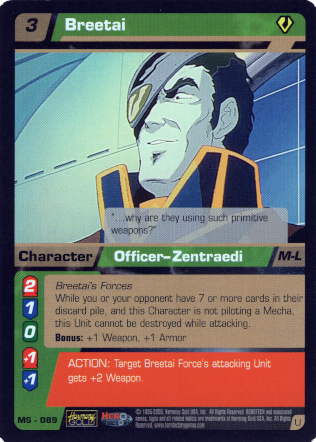 3 Breetai
"...why are they using such primitive
weapons?"
Character Officer-Zentraedi M-L
2
1
0
+1
+1
Breetai's Forces
While you or your opponent have 7 or more cards in their
discard pile, and this Character is not piloting a Mecha,
this Unit cannot be destroyed while attacking.
Bonus: +1 Weapon, +1 Armor
ACTION: Target Breetai Force's attacking Unit
gets +2 Weapon.
MS - 089
Harmony
GOLD
HERO
U